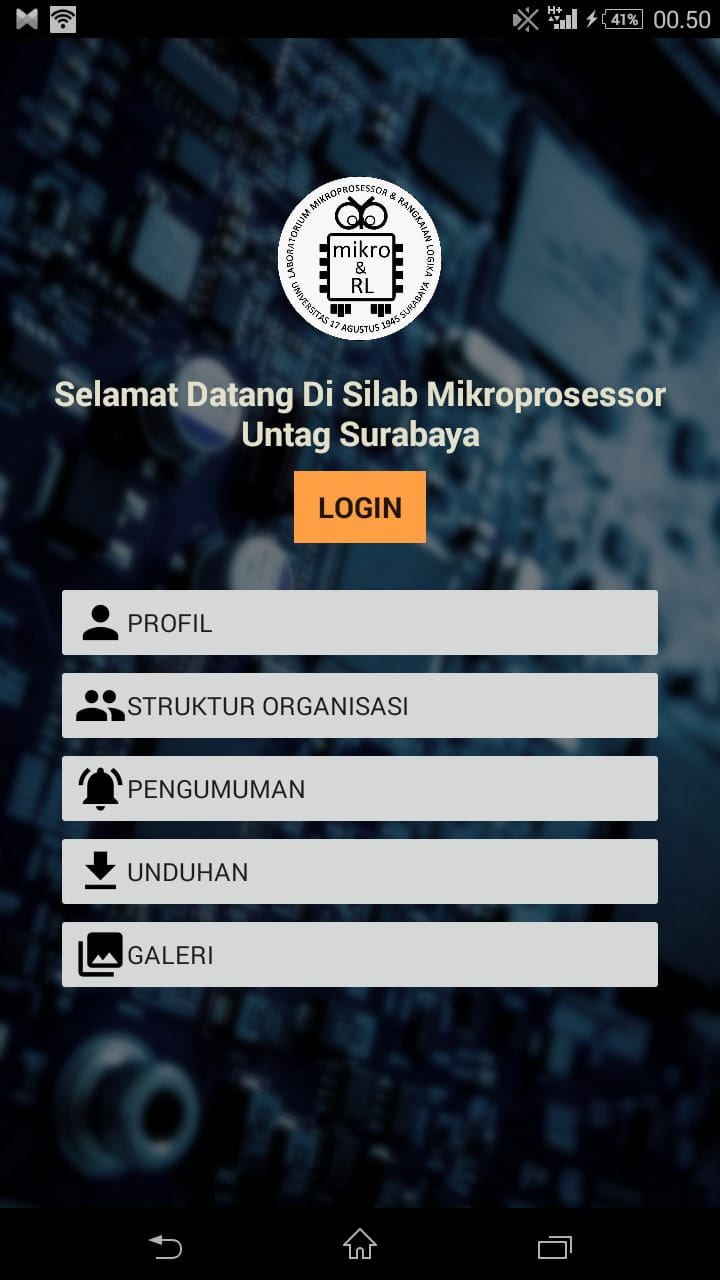 41%
00.50
H+
LABORATORIUM MIKROPROSESSOR & RANGKAIAN LOGIKA
mikro
&
RL
UNIVERSITAS 17 AGUSTUS 1945 SURABAYA
Selamat Datang Di Silab Mikroprosessor
Untag Surabaya
LOGIN
PROFIL
STRUKTUR ORGANISASI
PENGUMUMAN
UNDUHAN
GALERI